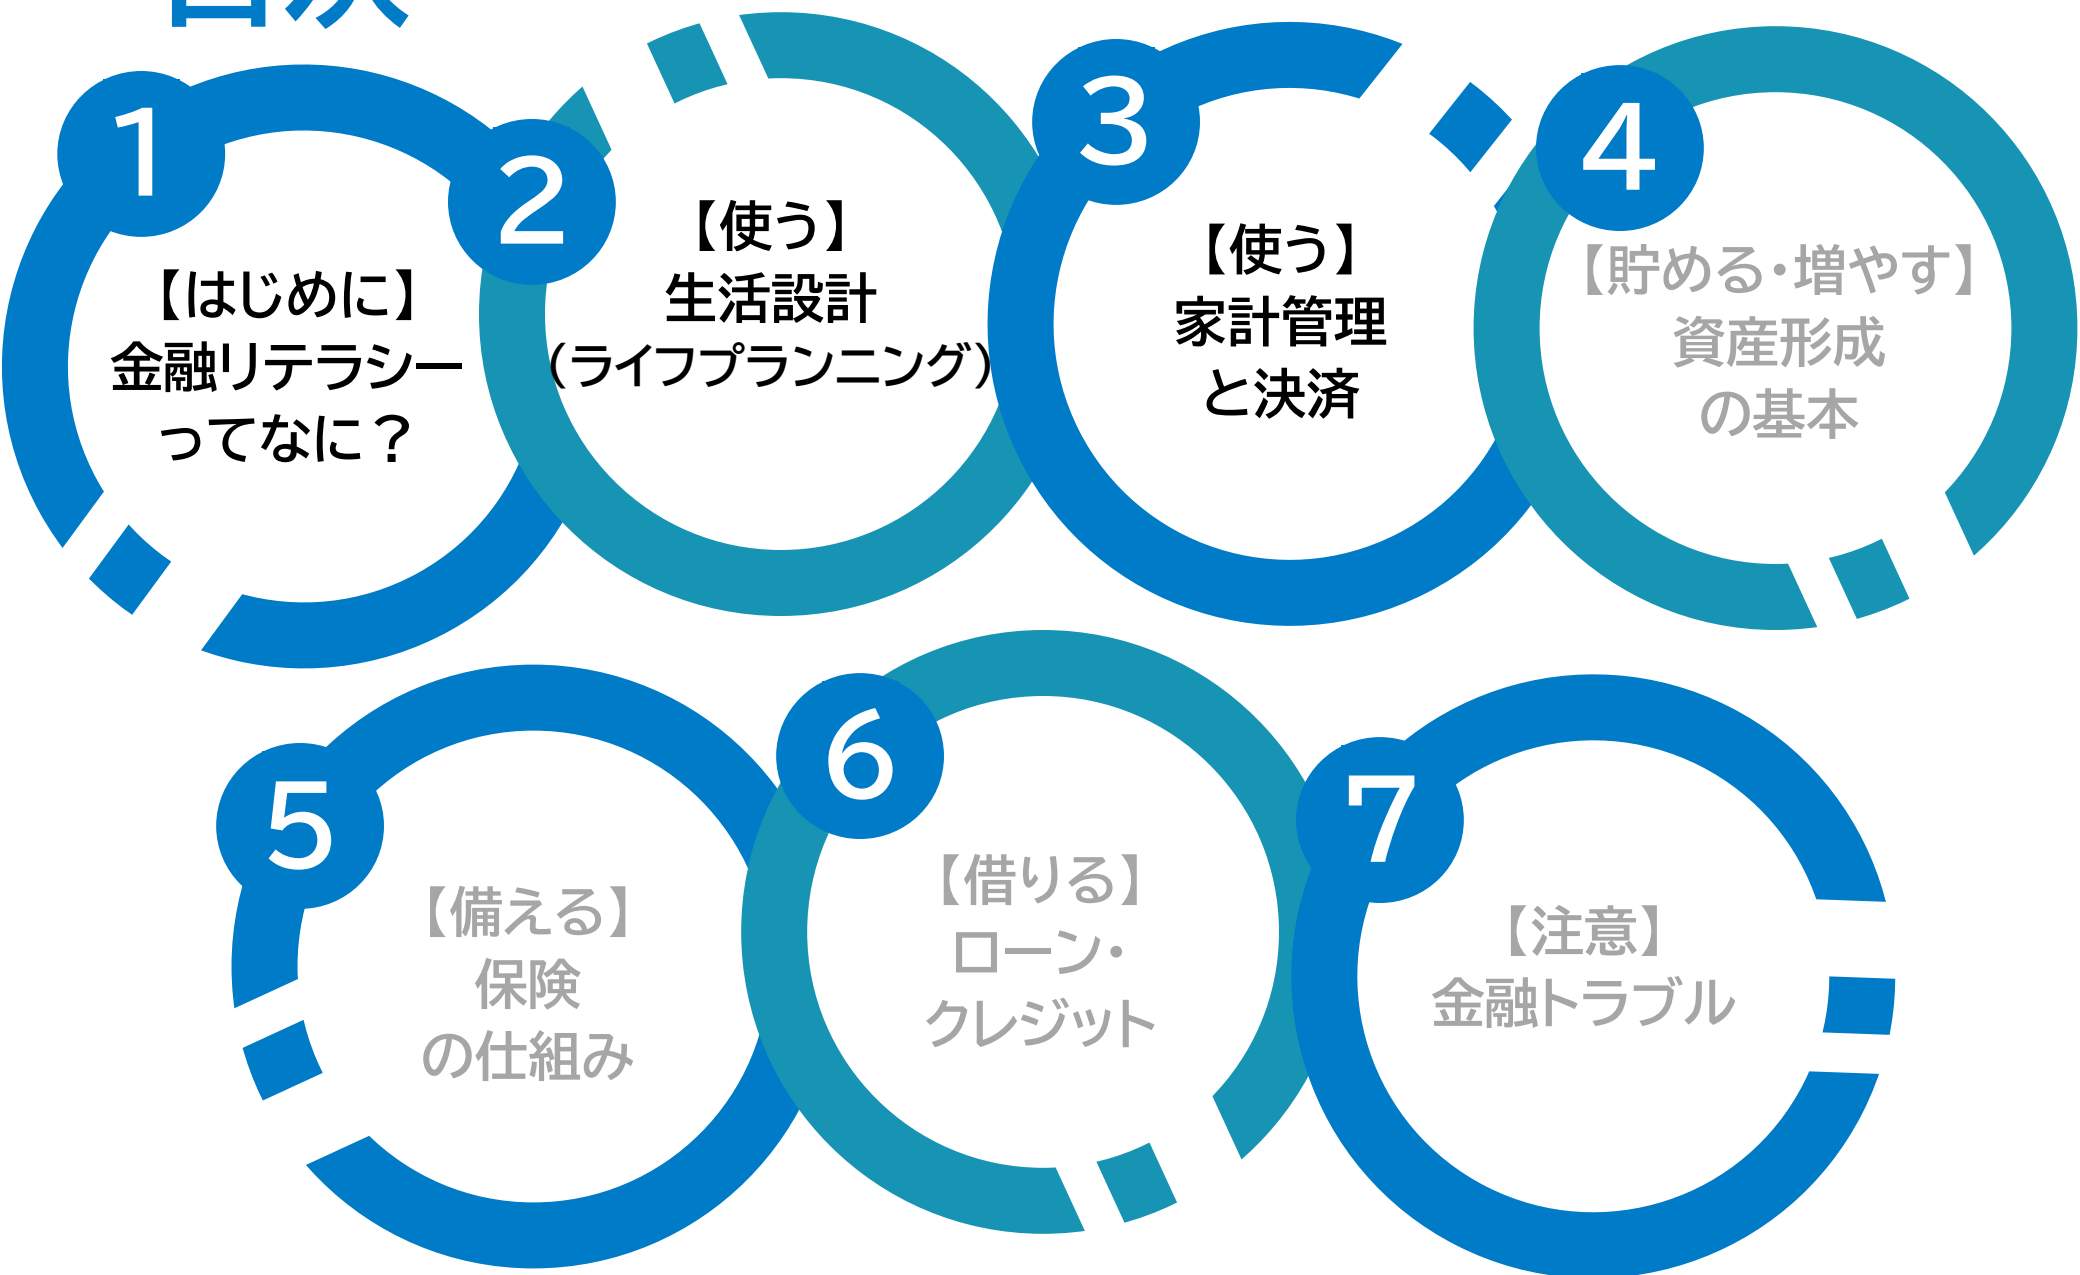 目次
1
【はじめに】
金融リテラシー
ってなに？
2
【使う】
生活設計
（ライフプランニング）
3
【使う】
家計管理
と決済
4
【貯める・増やす】
資産形成
の基本
5
【備える】
保険
の仕組み
6
【借りる】
ローン・
クレジット
7
【注意】
金融トラブル